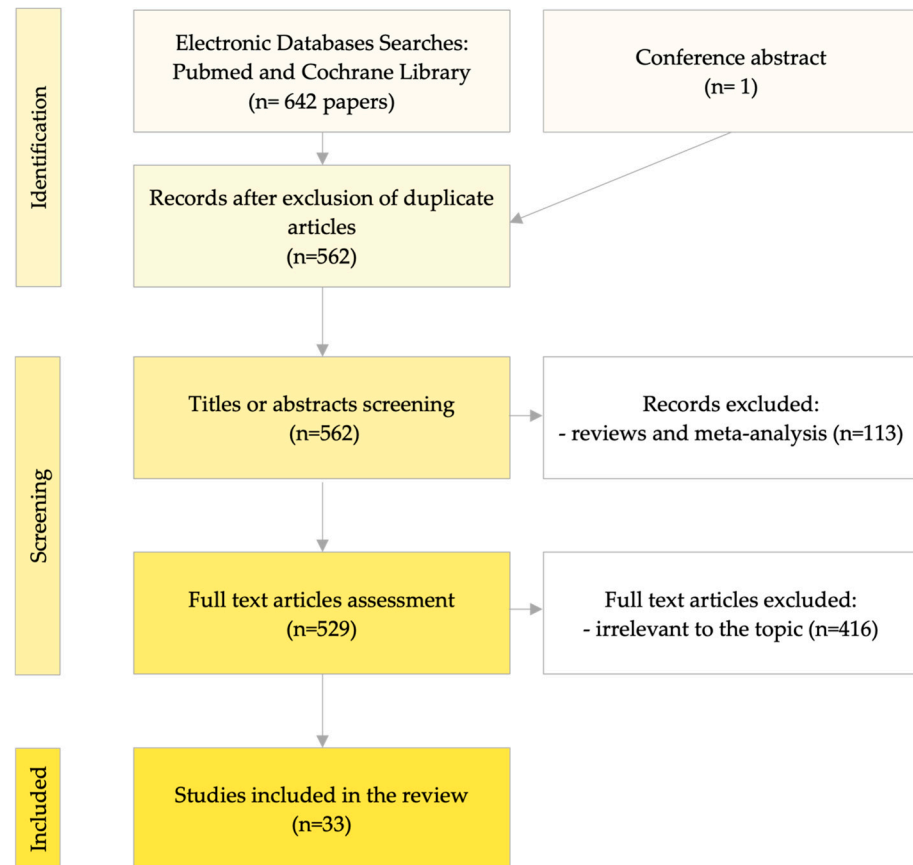 Identification
Electronic Databases Searches:
Pubmed and Cochrane Library
(n= 642 papers)
Conference abstract
(n= 1)
Records after exclusion of duplicate
articles
(n=562)
Screening
Titles or abstracts screening
(n=562)
Records excluded:
- reviews and meta-analysis (n=113)
Full text articles assessment
(n=529)
Full text articles excluded:
- irrelevant to the topic (n=416)
Included
Studies included in the review
(n=33)